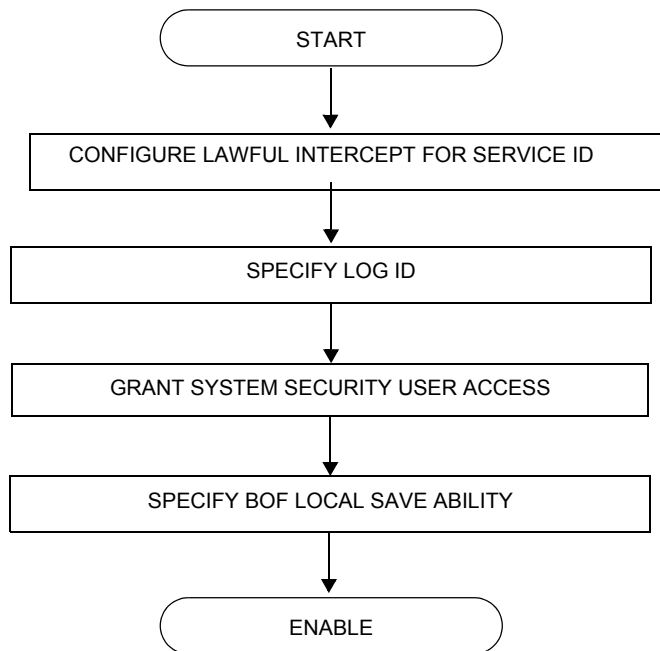 START
CONFIGURE LAWFUL INTERCEPT FOR SERVICE ID
SPECIFY LOG ID
GRANT SYSTEM SECURITY USER ACCESS
SPECIFY BOF LOCAL SAVE ABILITY
ENABLE